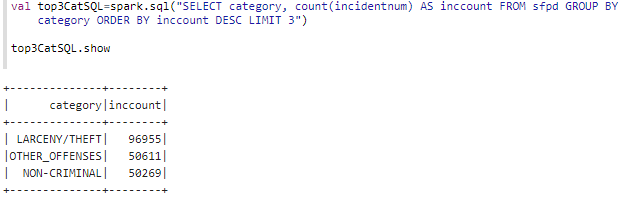 val top3CatSQL=spark.sql("SELECT category, count(incidentnum) AS inccount FROM sfpd GROUP BY
    category ORDER BY inccount DESC LIMIT 3")
top3CatSQL.show
+--------------+--------+
|      category|inccount|
+--------------+--------+
| LARCENY/THEFT|   96955|
|OTHER_OFFENSES|   50611|
|  NON-CRIMINAL|   50269|
+--------------+--------+